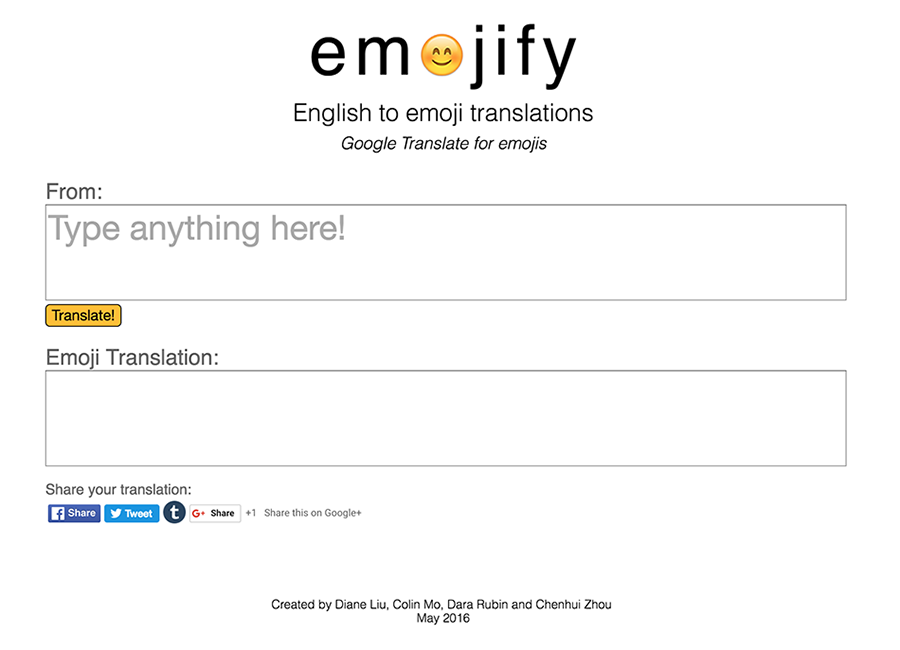 em😊jify
English to emoji translations
Google Translate for emojis
From:
Type anything here!
Translate!
Emoji Translation:
Share your translation:
Share Tweet t G+ Share +1 Share this on Google+
Created by Diane Liu, Colin Mo, Dara Rubin and Chenhui Zhou
May 2016